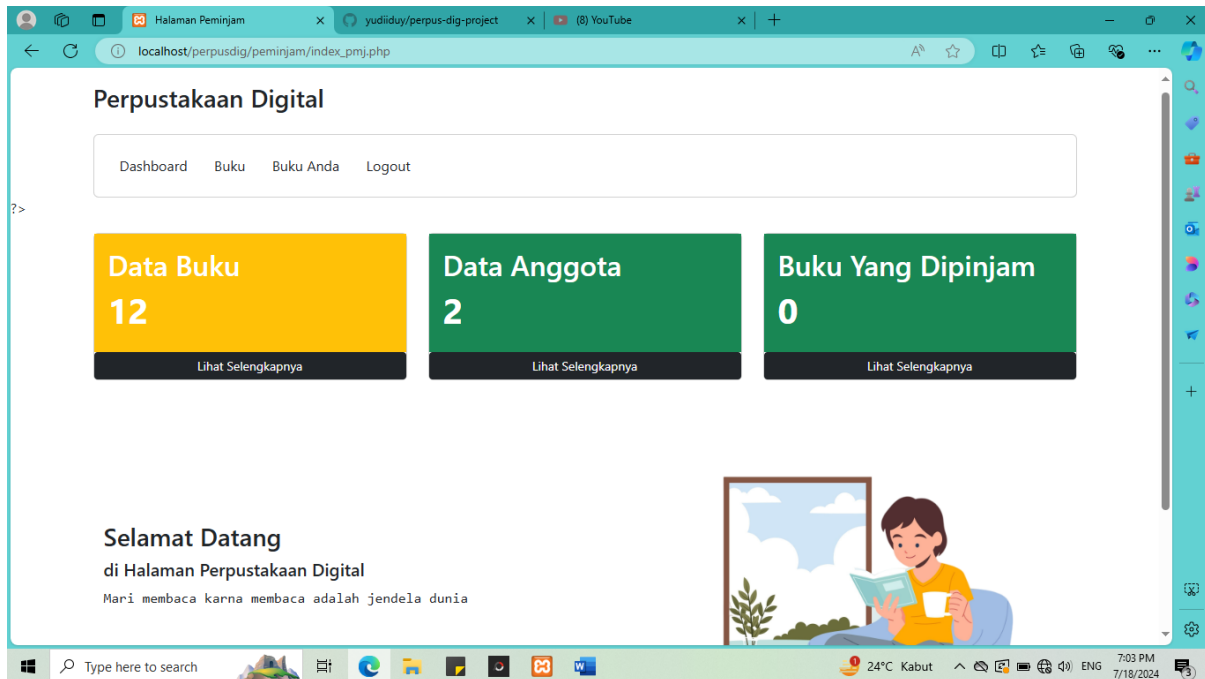 Halaman Peminjam
yudiiduy/perpus-dig-project
(8) YouTube
localhost/perpusdig/peminjam/index_pmj.php
Perpustakaan Digital
Dashboard Buku Buku Anda Logout
?>
Data Buku
12
Lihat Selengkapnya
Data Anggota
2
Lihat Selengkapnya
Buku Yang Dipinjam
0
Lihat Selengkapnya
Selamat Datang
di Halaman Perpustakaan Digital
Mari membaca karna membaca adalah jendela dunia
Type here to search
24°C Kabut
ENG
7:03 PM
7/18/2024